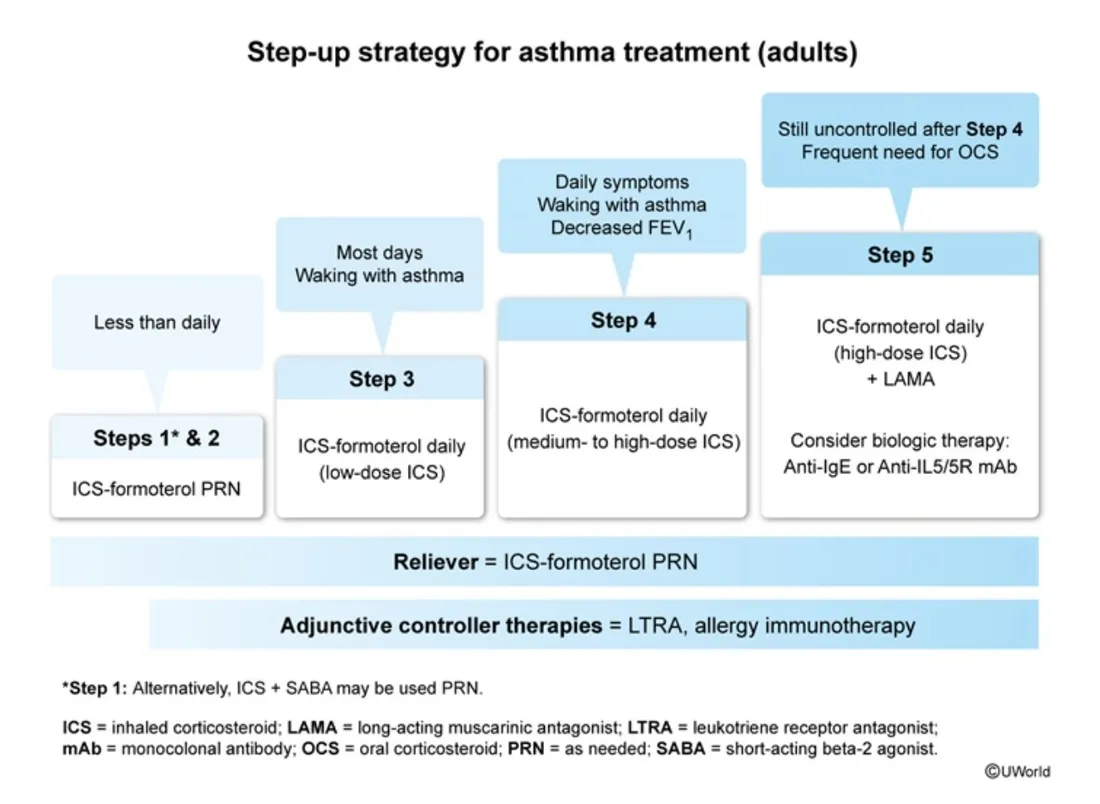 Step-up strategy for asthma treatment (adults)
Less than daily
Steps 1* & 2
ICS-formoterol PRN
Most days
Waking with asthma
Step 3
ICS-formoterol daily
(low-dose ICS)
Daily symptoms
Waking with asthma
Decreased FEV1
Step 4
ICS-formoterol daily
(medium- to high-dose ICS)
Still uncontrolled after Step 4
Frequent need for OCS
Step 5
ICS-formoterol daily
(high-dose ICS)
+ LAMA
Consider biologic therapy:
Anti-IgE or Anti-IL5/5R mAb
Reliever = ICS-formoterol PRN
Adjunctive controller therapies = LTRA, allergy immunotherapy
*Step 1: Alternatively, ICS + SABA may be used PRN.
ICS = inhaled corticosteroid; LAMA = long-acting muscarinic antagonist; LTRA = leukotriene receptor antagonist;
mAb = monocolonal antibody; OCS = oral corticosteroid; PRN = as needed; SABA = short-acting beta-2 agonist.
©UWorld